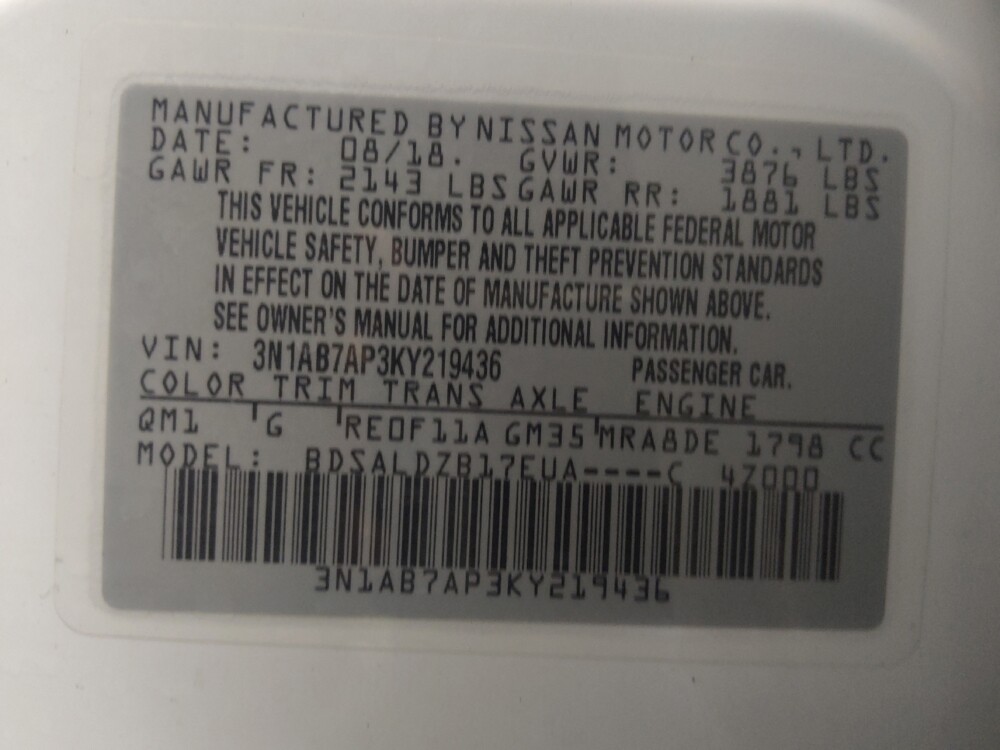 MANUFACTURED BY NISSAN MOTOR CO., LTD.
DATE: 08/18. GVWR: 3876 LBS
GAWR FR: 2143 LBS GAWR RR: 1881 LBS
THIS VEHICLE CONFORMS TO ALL APPLICABLE FEDERAL MOTOR
VEHICLE SAFETY, BUMPER AND THEFT PREVENTION STANDARDS
IN EFFECT ON THE DATE OF MANUFACTURE SHOWN ABOVE.
SEE OWNER'S MANUAL FOR ADDITIONAL INFORMATION.
VIN: 3N1AB7AP3KY219436 PASSENGER CAR.
COLOR TRIM TRANS AXLE ENGINE
QM1 G RE0F11A GM35 MRA8DE 1798 CC
MODEL: BDSALDZB17EUA----C 4Z000
3N1AB7AP3KY219436